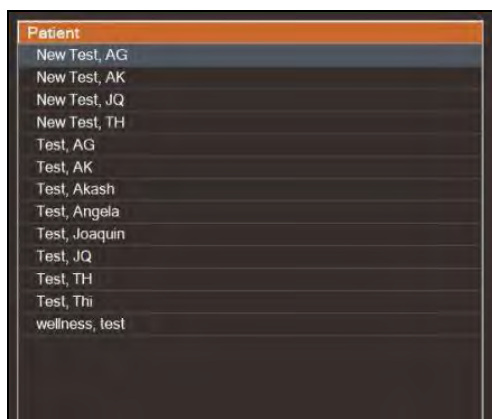 Patient
New Test, AG
New Test, AK
New Test, JQ
New Test, TH
Test, AG
Test, AK
Test, Akash
Test, Angela
Test, Joaquin
Test, JQ
Test, TH
Test, Thi
wellness, test